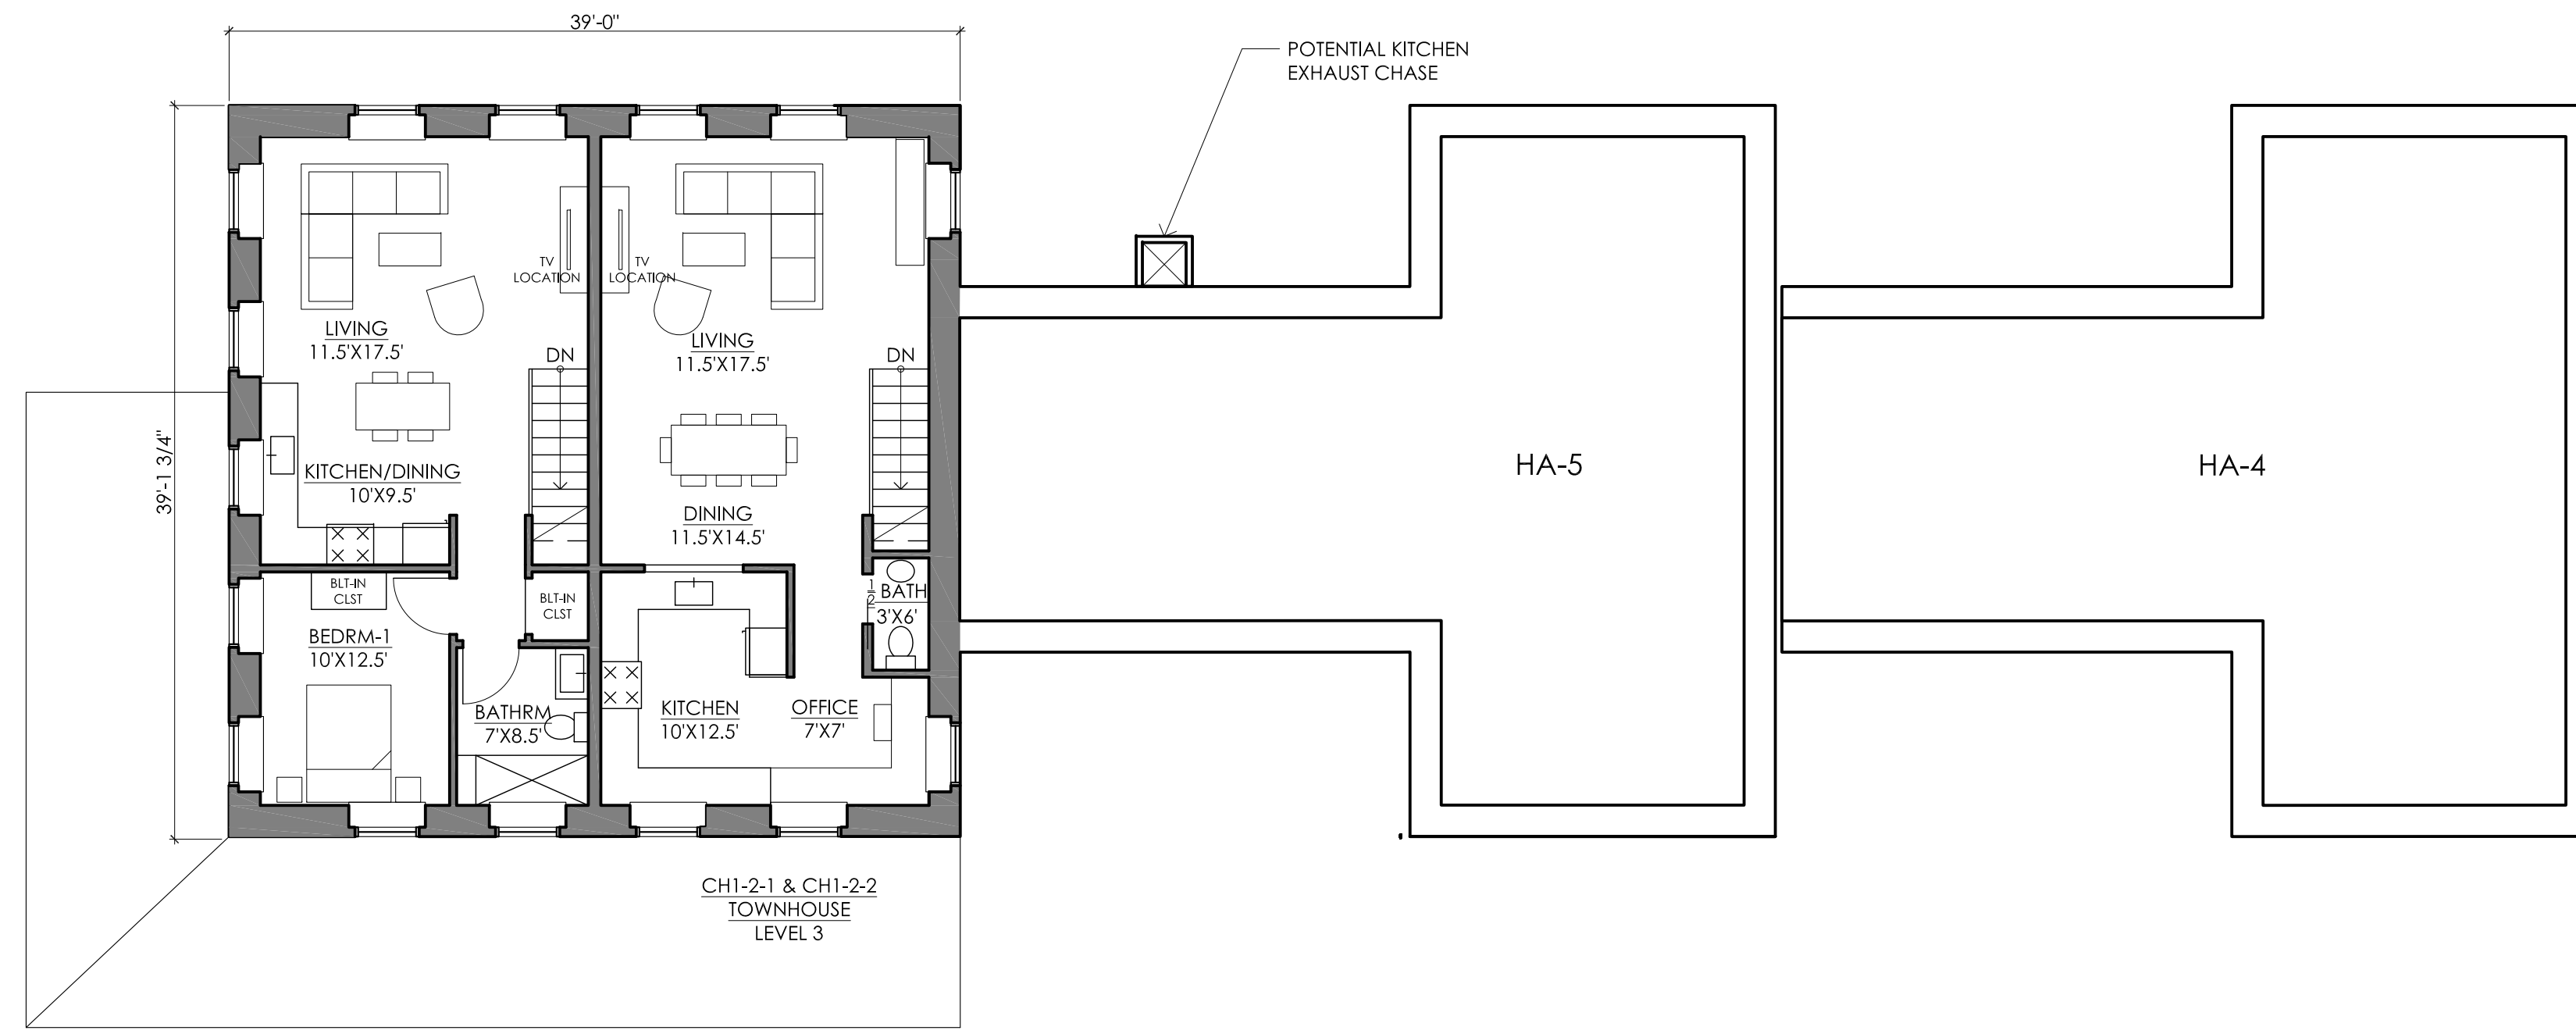 39'-0"
POTENTIAL KITCHEN
EXHAUST CHASE
39'-1 3/4"
TV
LOCATION
TV
LOCATION
LIVING
11.5'X17.5'
LIVING
11.5'X17.5'
DN
DN
KITCHEN/DINING
10'X9.5'
DINING
11.5'X14.5'
HA-5
HA-4
BLT-IN
CLST
BLT-IN
CLST
1/2 BATH
3'X6'
BEDRM-1
10'X12.5'
BATHRM
7'X8.5'
KITCHEN
10'X12.5'
OFFICE
7'X7'
CH1-2-1 & CH1-2-2
TOWNHOUSE
LEVEL 3